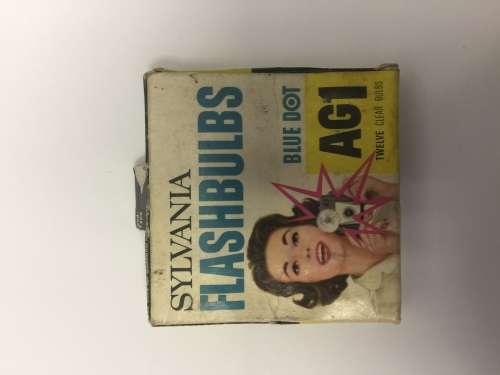 SYLVANIA
FLASHBULBS
BLUE DOT
AG1
TWELVE CLEAR BULBS